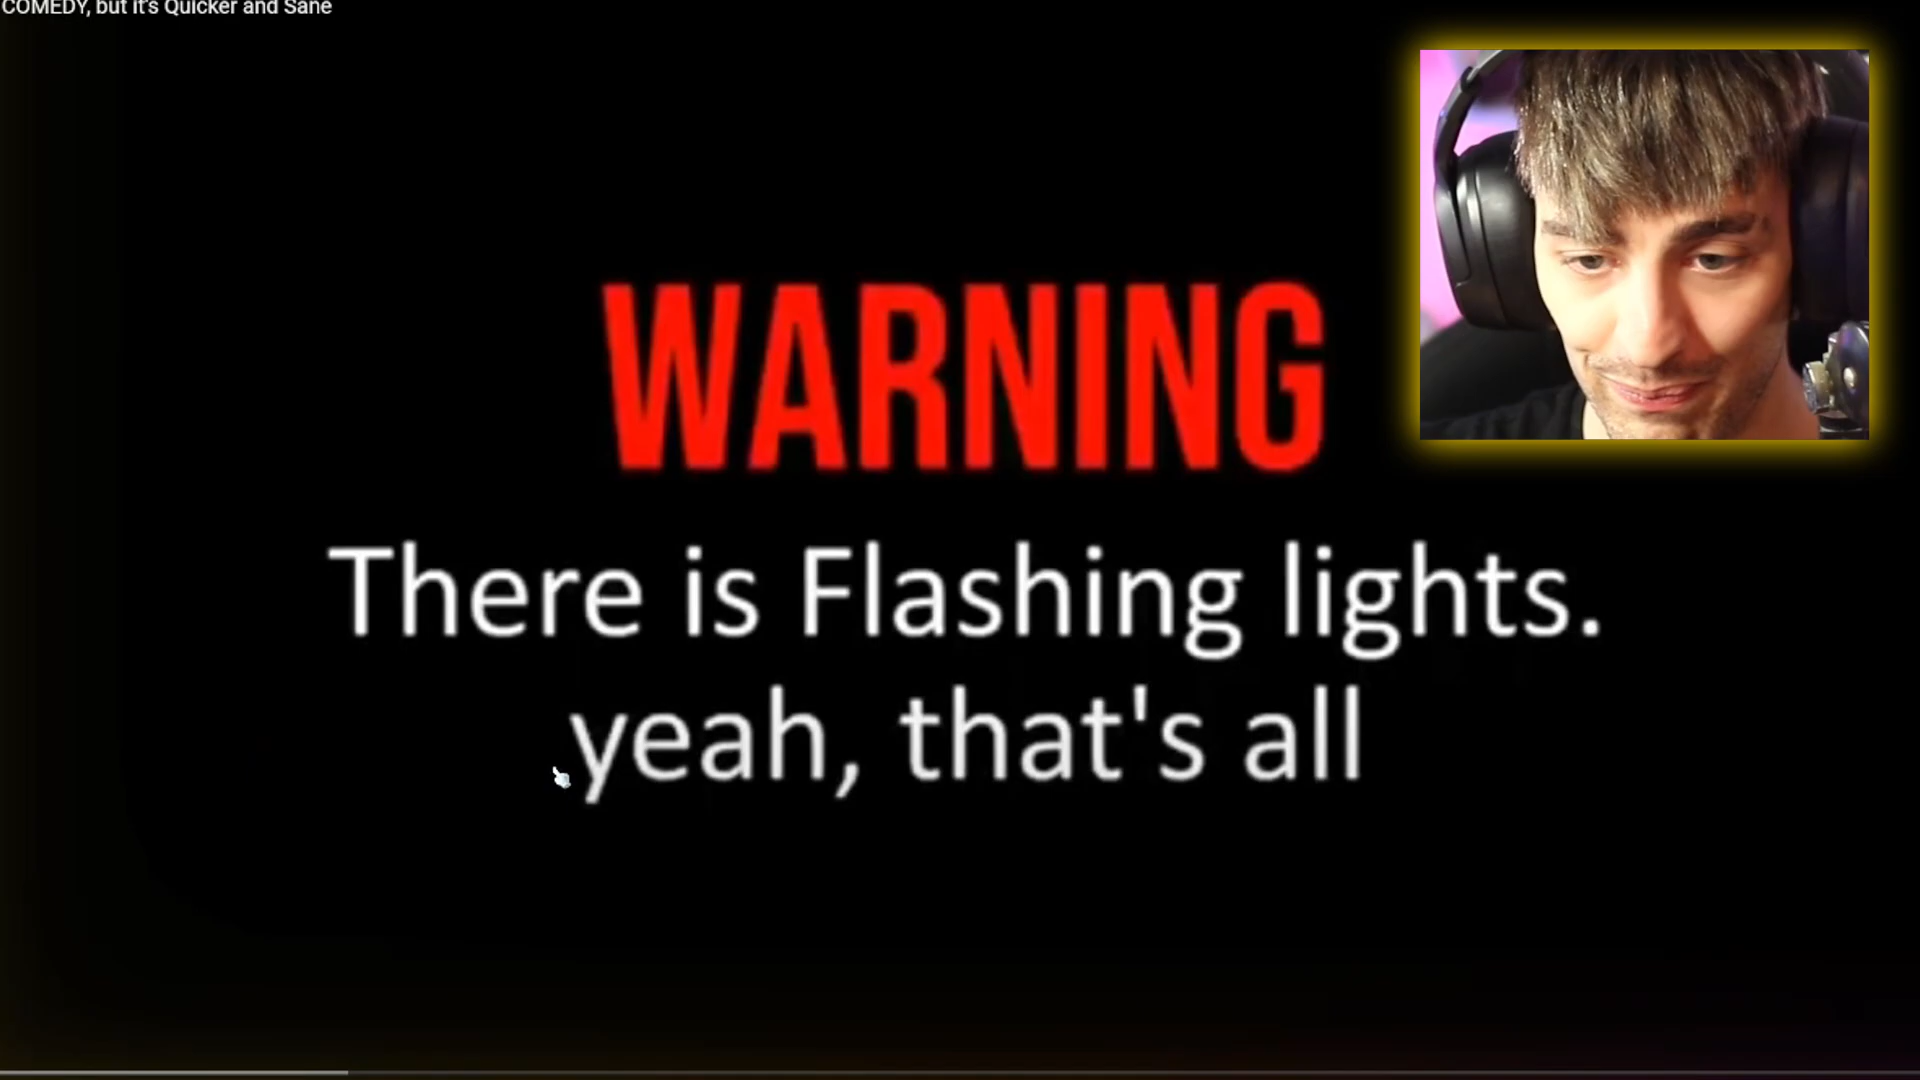 COMEDY, but it's Quicker and Sane
WARNING
There is Flashing lights.
yeah, that's all